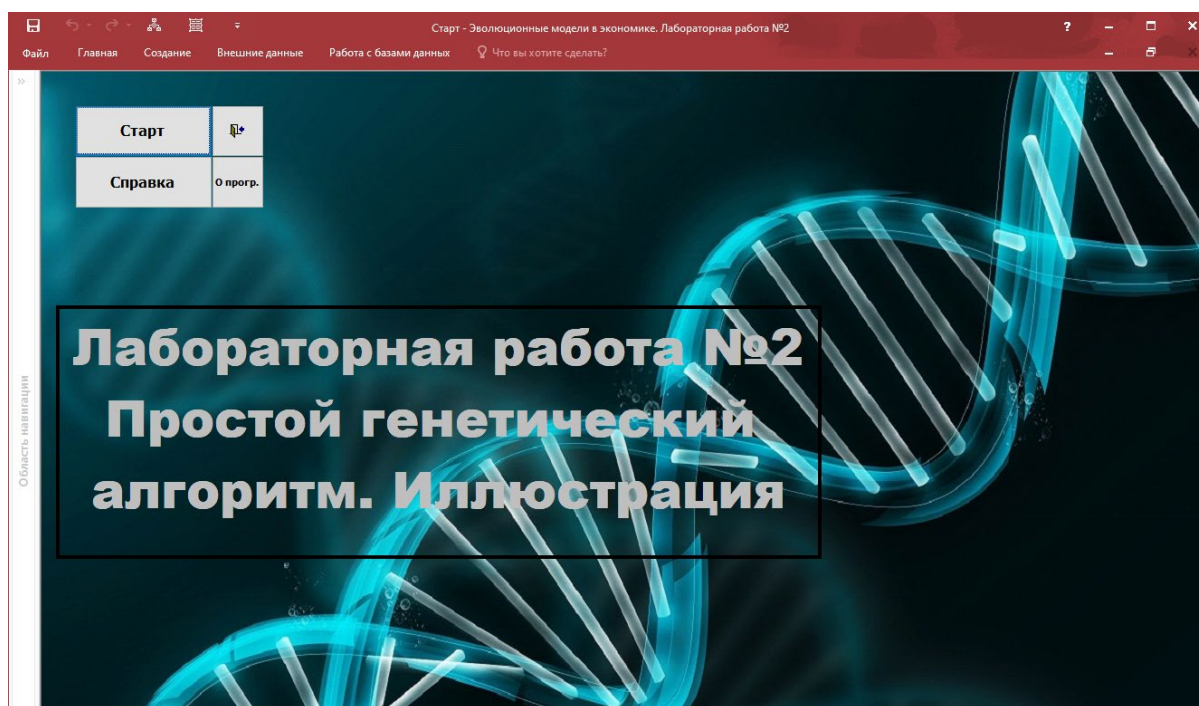 Старт - Эволюционные модели в экономике. Лабораторная работа №2
?
Файл Главная Создание Внешние данные Работа с базами данных Что вы хотите сделать?
Старт
Справка О прогр.
Область навигации
Лабораторная работа №2
Простой генетический
алгоритм. Иллюстрация